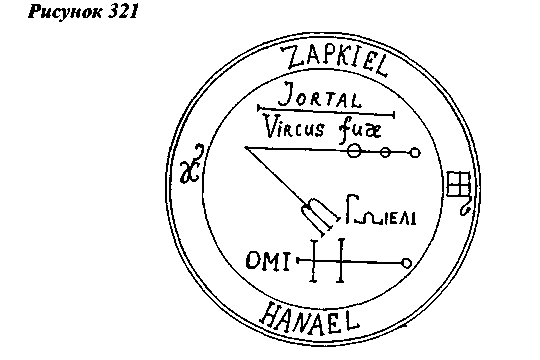 Рисунок 321
ZAPKIEL
JORTAL
VIRCUS fuæ
OMI
HANAEL